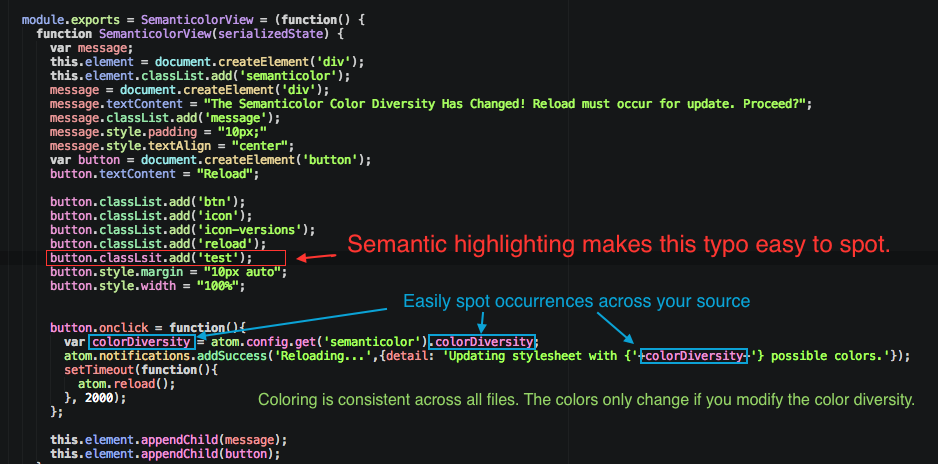 module.exports = SemanticolorView = (function() {
  function SemanticolorView(serializedState) {
    var message;
    this.element = document.createElement('div');
    this.element.classList.add('semanticolor');
    message = document.createElement('div');
    message.textContent = "The Semanticolor Color Diversity Has Changed! Reload must occur for update. Proceed?";
    message.classList.add('message');
    message.style.padding = "10px;"
    message.style.textAlign = "center";
    var button = document.createElement('button');
    button.textContent = "Reload";

    button.classList.add('btn');
    button.classList.add('icon');
    button.classList.add('icon-versions');
    button.classList.add('reload');
    button.classLsit.add('test'); Semantic highlighting makes this typo easy to spot.
    button.style.margin = "10px auto";
    button.style.width = "100%";

Easily spot occurrences across your source
    button.onclick = function(){
      var colorDiversity = atom.config.get('semanticolor').colorDiversity;
      atom.notifications.addSuccess('Reloading...',{detail: 'Updating stylesheet with {'+colorDiversity+'} possible colors.'});
      setTimeout(function(){
        atom.reload();
      }, 2000);
Coloring is consistent across all files. The colors only change if you modify the color diversity.
    };

    this.element.appendChild(message);
    this.element.appendChild(button);